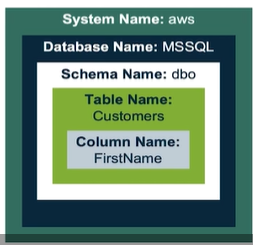 System Name: aws
Database Name: MSSQL
Schema Name: dbo
Table Name:
Customers
Column Name:
FirstName